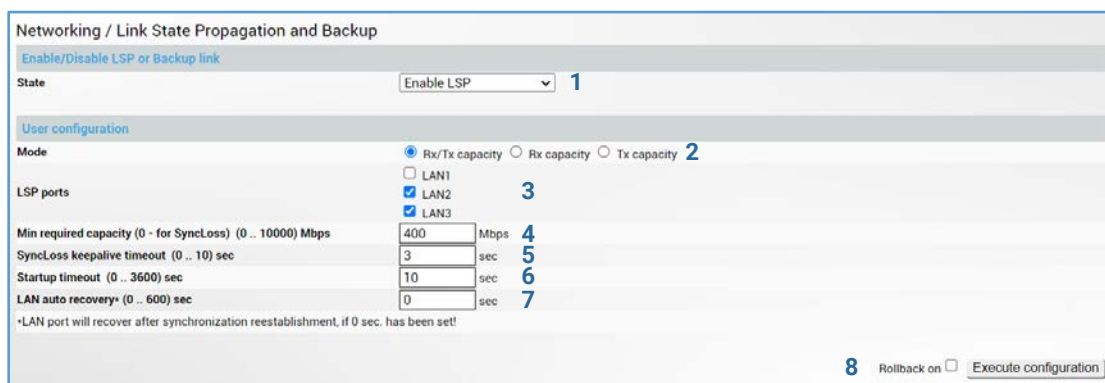 Networking / Link State Propagation and Backup
Enable/Disable LSP or Backup link
State Enable LSP 1
User configuration
Mode Rx/Tx capacity Rx capacity Tx capacity 2
LAN1
LSP ports LAN2 3
LAN3
Min required capacity (0 - for SyncLoss) (0 .. 10000) Mbps 400 Mbps 4
SyncLoss keepalive timeout (0 .. 10) sec 3 sec 5
Startup timeout (0 .. 3600) sec 10 sec 6
LAN auto recovery* (0 .. 600) sec 0 sec 7
*LAN port will recover after synchronization reestablishment, if 0 sec. has been set!
8 Rollback on Execute configuration